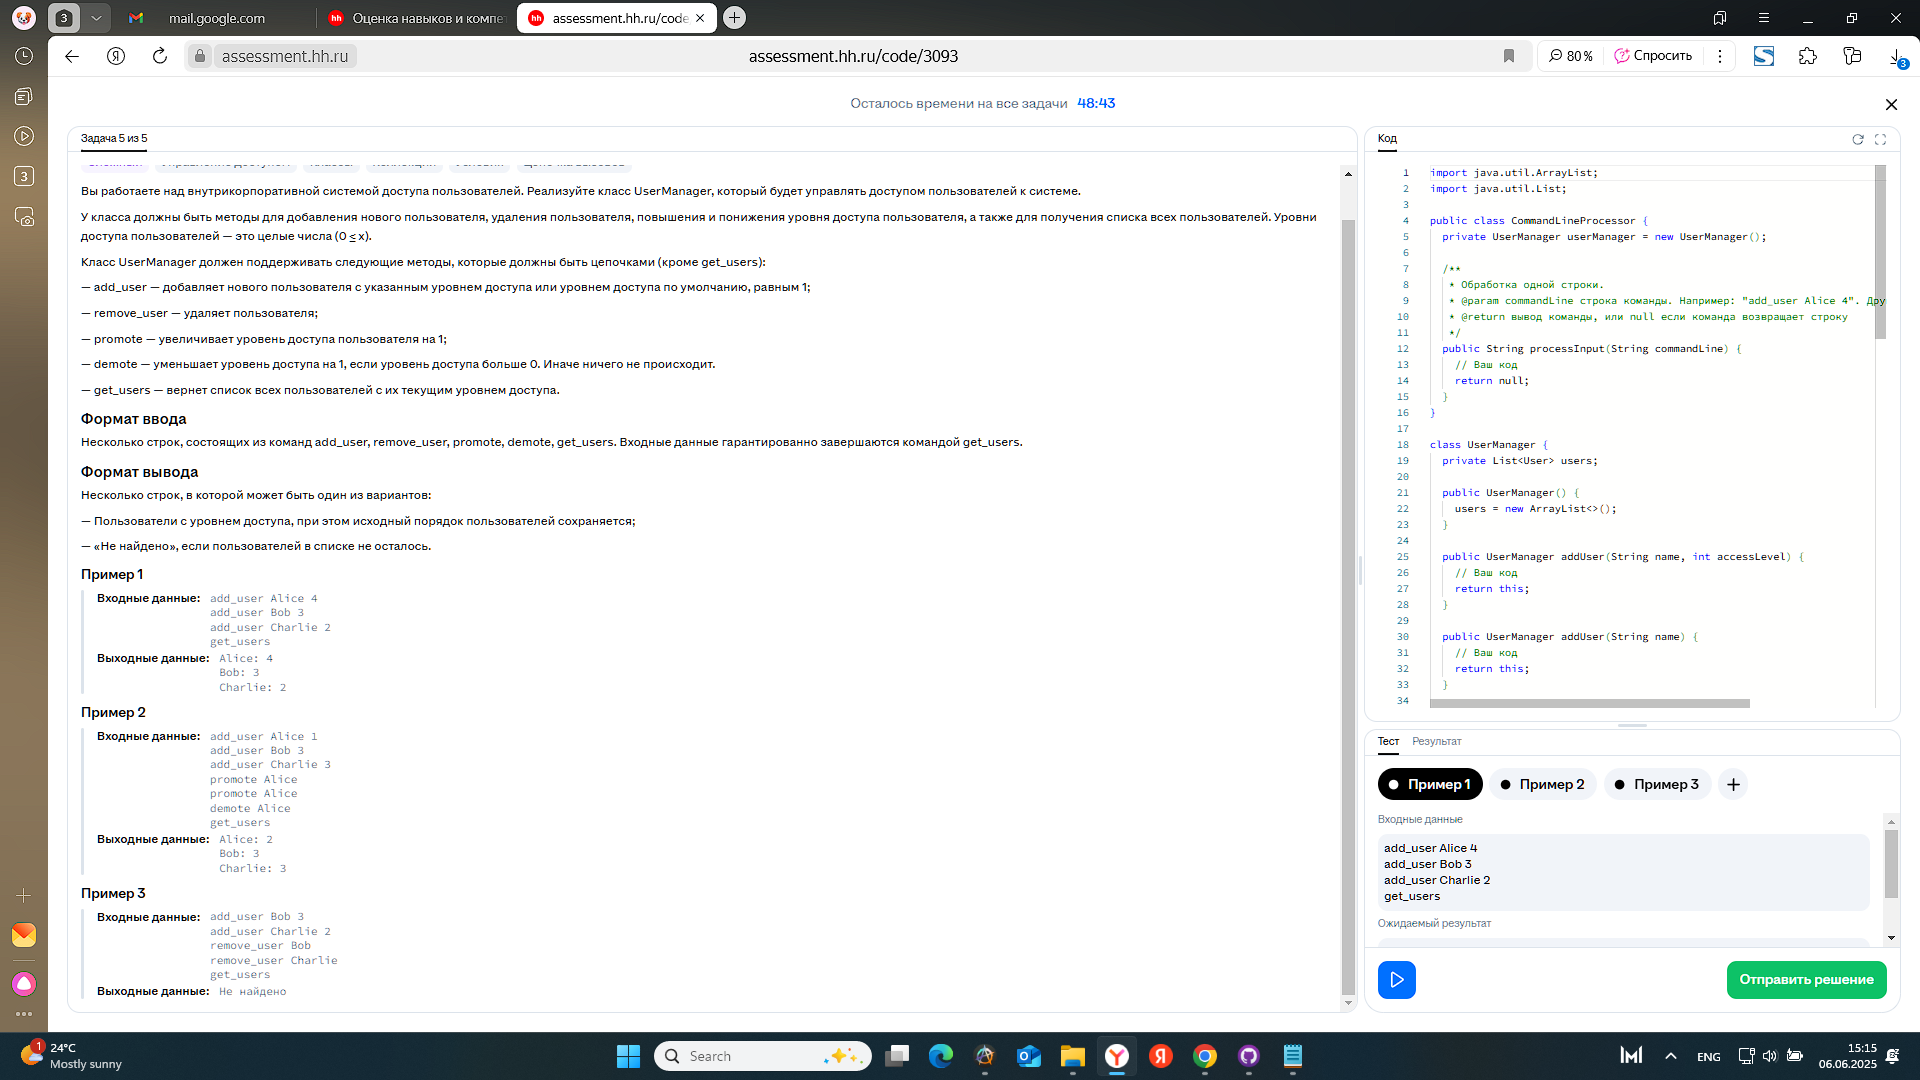 3
mail.google.com
Оценка навыков и компе
assessment.hh.ru/code
assessment.hh.ru
assessment.hh.ru/code/3093
80 %
Спросить
3
3
Осталось времени на все задачи 48:43
Задача 5 из 5
Вы работаете над внутрикорпоративной системой доступа пользователей. Реализуйте класс UserManager, который будет управлять доступом пользователей к системе.
У класса должны быть методы для добавления нового пользователя, удаления пользователя, повышения и понижения уровня доступа пользователя, а также для получения списка всех пользователей. Уровни
доступа пользователей — это целые числа (0 ≤ x).
Класс UserManager должен поддерживать следующие методы, которые должны быть цепочками (кроме get_users):
— add_user — добавляет нового пользователя с указанным уровнем доступа или уровнем доступа по умолчанию, равным 1;
— remove_user — удаляет пользователя;
— promote — увеличивает уровень доступа пользователя на 1;
— demote — уменьшает уровень доступа на 1, если уровень доступа больше 0. Иначе ничего не происходит.
— get_users — вернет список всех пользователей с их текущим уровнем доступа.
Формат ввода
Несколько строк, состоящих из команд add_user, remove_user, promote, demote, get_users. Входные данные гарантированно завершаются командой get_users.
Формат вывода
Несколько строк, в которой может быть один из вариантов:
— Пользователи с уровнем доступа, при этом исходный порядок пользователей сохраняется;
— «Не найдено», если пользователей в списке не осталось.
Пример 1
Входные данные: add_user Alice 4
add_user Bob 3
add_user Charlie 2
get_users
Выходные данные: Alice: 4
Bob: 3
Charlie: 2
Пример 2
Входные данные: add_user Alice 1
add_user Bob 3
add_user Charlie 3
promote Alice
promote Alice
demote Alice
get_users
Выходные данные: Alice: 2
Bob: 3
Charlie: 3
Пример 3
Входные данные: add_user Bob 3
add_user Charlie 2
remove_user Bob
remove_user Charlie
get_users
Выходные данные: Не найдено
Код
1 import java.util.ArrayList;
2 import java.util.List;
3
4 public class CommandLineProcessor {
5 private UserManager userManager = new UserManager();
6
7 /**
8 * Обработка одной строки.
9 * @param commandLine строка команды. Например: "add_user Alice 4". Дру
10 * @return вывод команды, или null если команда возвращает строку
11 */
12 public String processInput(String commandLine) {
13 // Ваш код
14 return null;
15 }
16 }
17
18 class UserManager {
19 private List<User> users;
20
21 public UserManager() {
22 users = new ArrayList<>();
23 }
24
25 public UserManager addUser(String name, int accessLevel) {
26 // Ваш код
27 return this;
28 }
29
30 public UserManager addUser(String name) {
31 // Ваш код
32 return this;
33 }
34
Тест Результат
Пример 1 Пример 2 Пример 3
Входные данные
add_user Alice 4
add_user Bob 3
add_user Charlie 2
get_users
Ожидаемый результат
Отправить решение
1
24°C
Mostly sunny
Search
ENG
15:15
06.06.2025